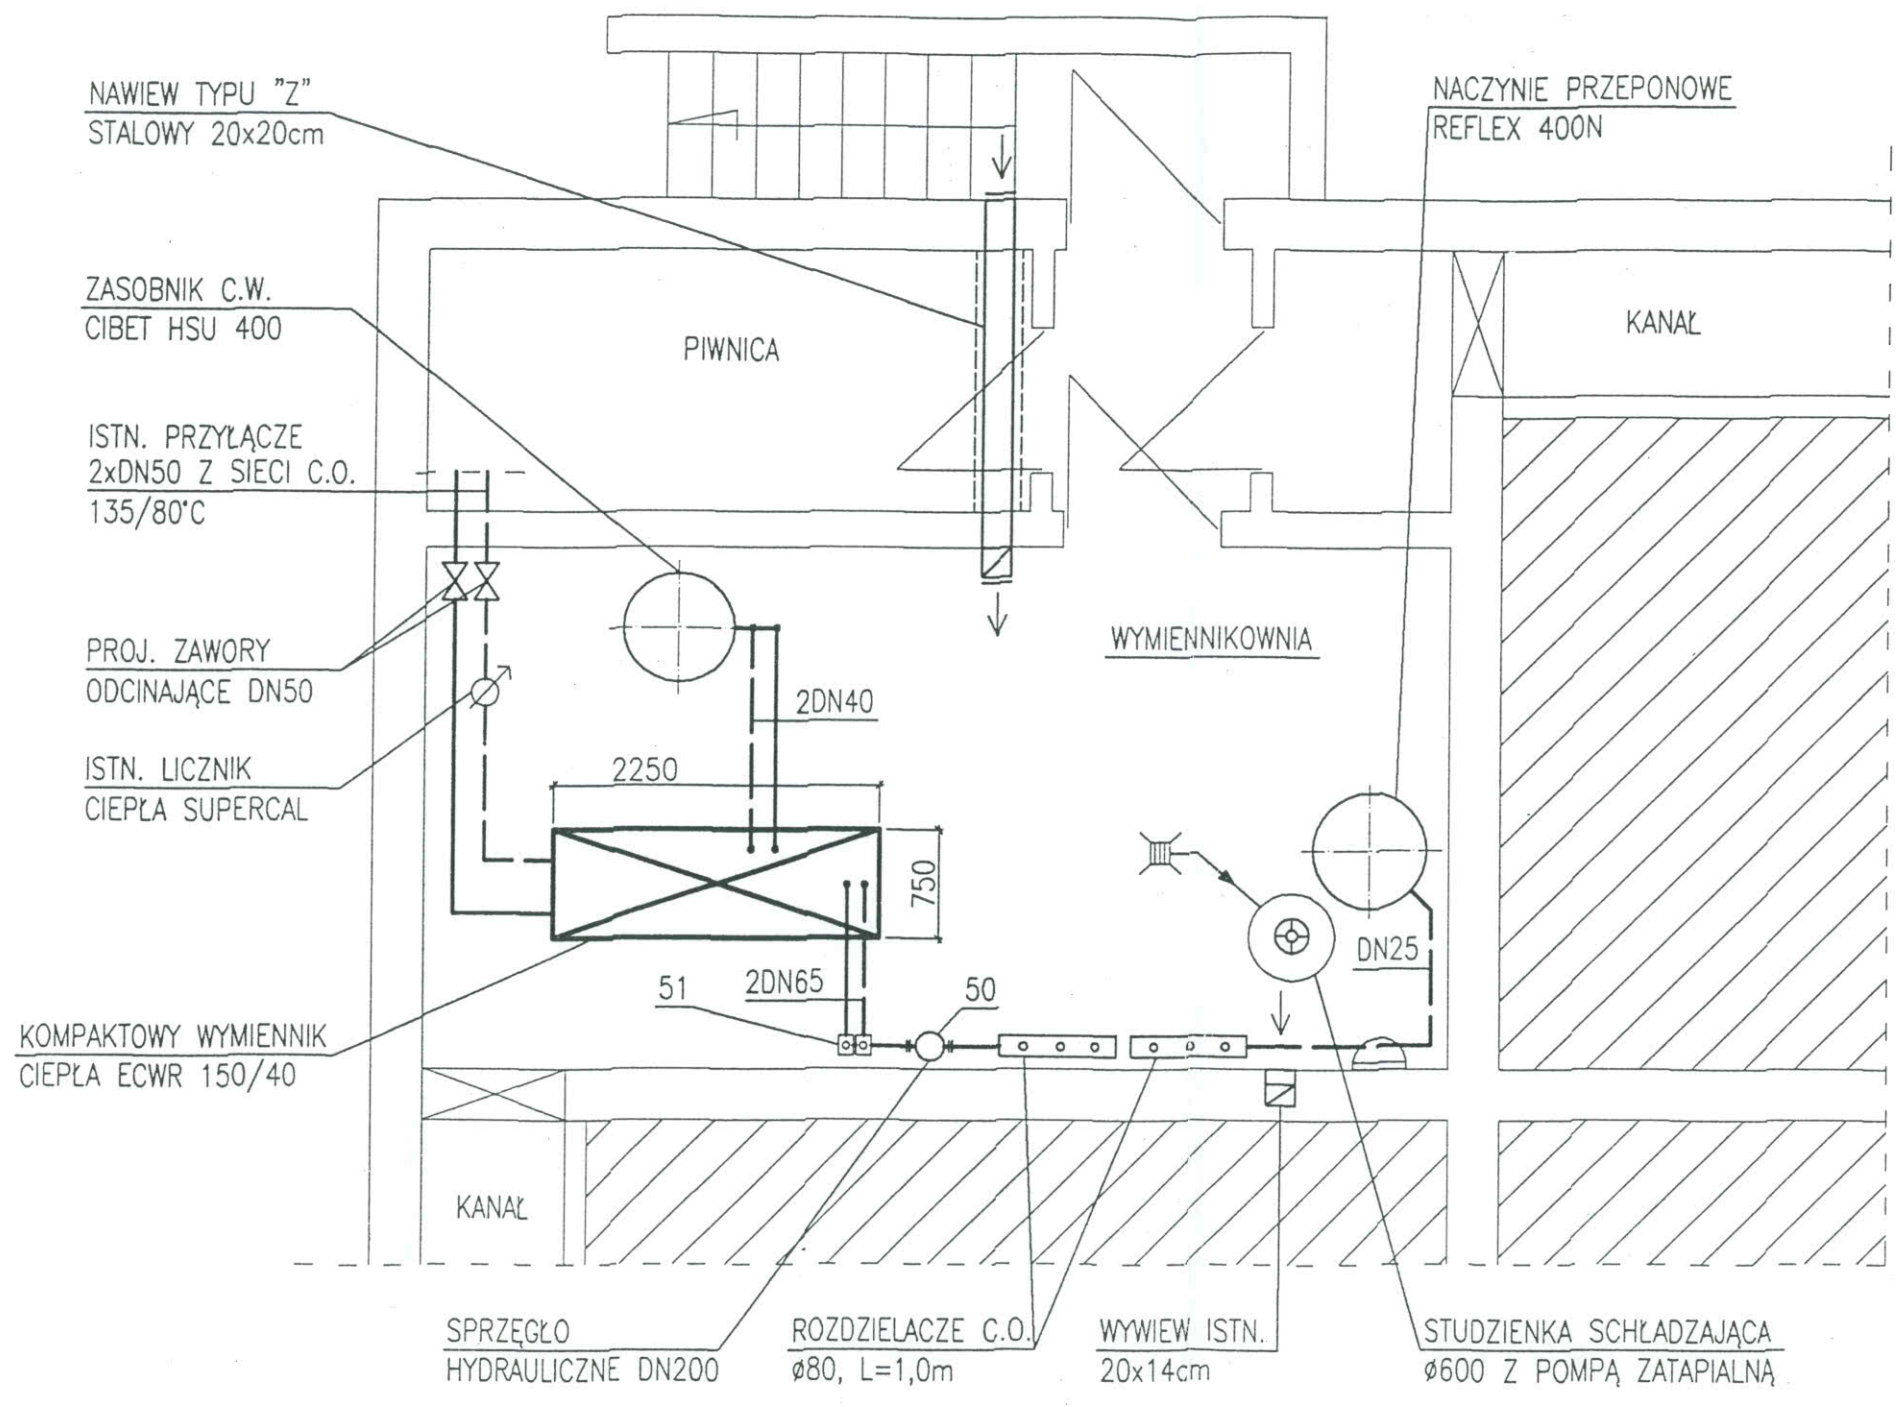 NAWIEW TYPU "Z"
STALOWY 20x20cm
NACZYNIE PRZEPONOWE
REFLEX 400N
ZASOBNIK C.W.
CIBET HSU 400
PIWNICA
KANAŁ
ISTN. PRZYŁĄCZE
2xDN50 Z SIECI C.O.
135/80°C
PROJ. ZAWORY
ODCINAJĄCE DN50
WYMIENNIKOWNIA
2DN40
ISTN. LICZNIK
CIEPŁA SUPERCAL
2250
750
DN25
51
2DN65
50
KOMPAKTOWY WYMIENNIK
CIEPŁA ECWR 150/40
KANAŁ
SPRZĘGŁO
HYDRAULICZNE DN200
ROZDZIELACZE C.O.
ø80, L=1,0m
WYWIEW ISTN.
20x14cm
STUDZIENKA SCHŁADZAJĄCA
ø600 Z POMPĄ ZATAPIALNĄ